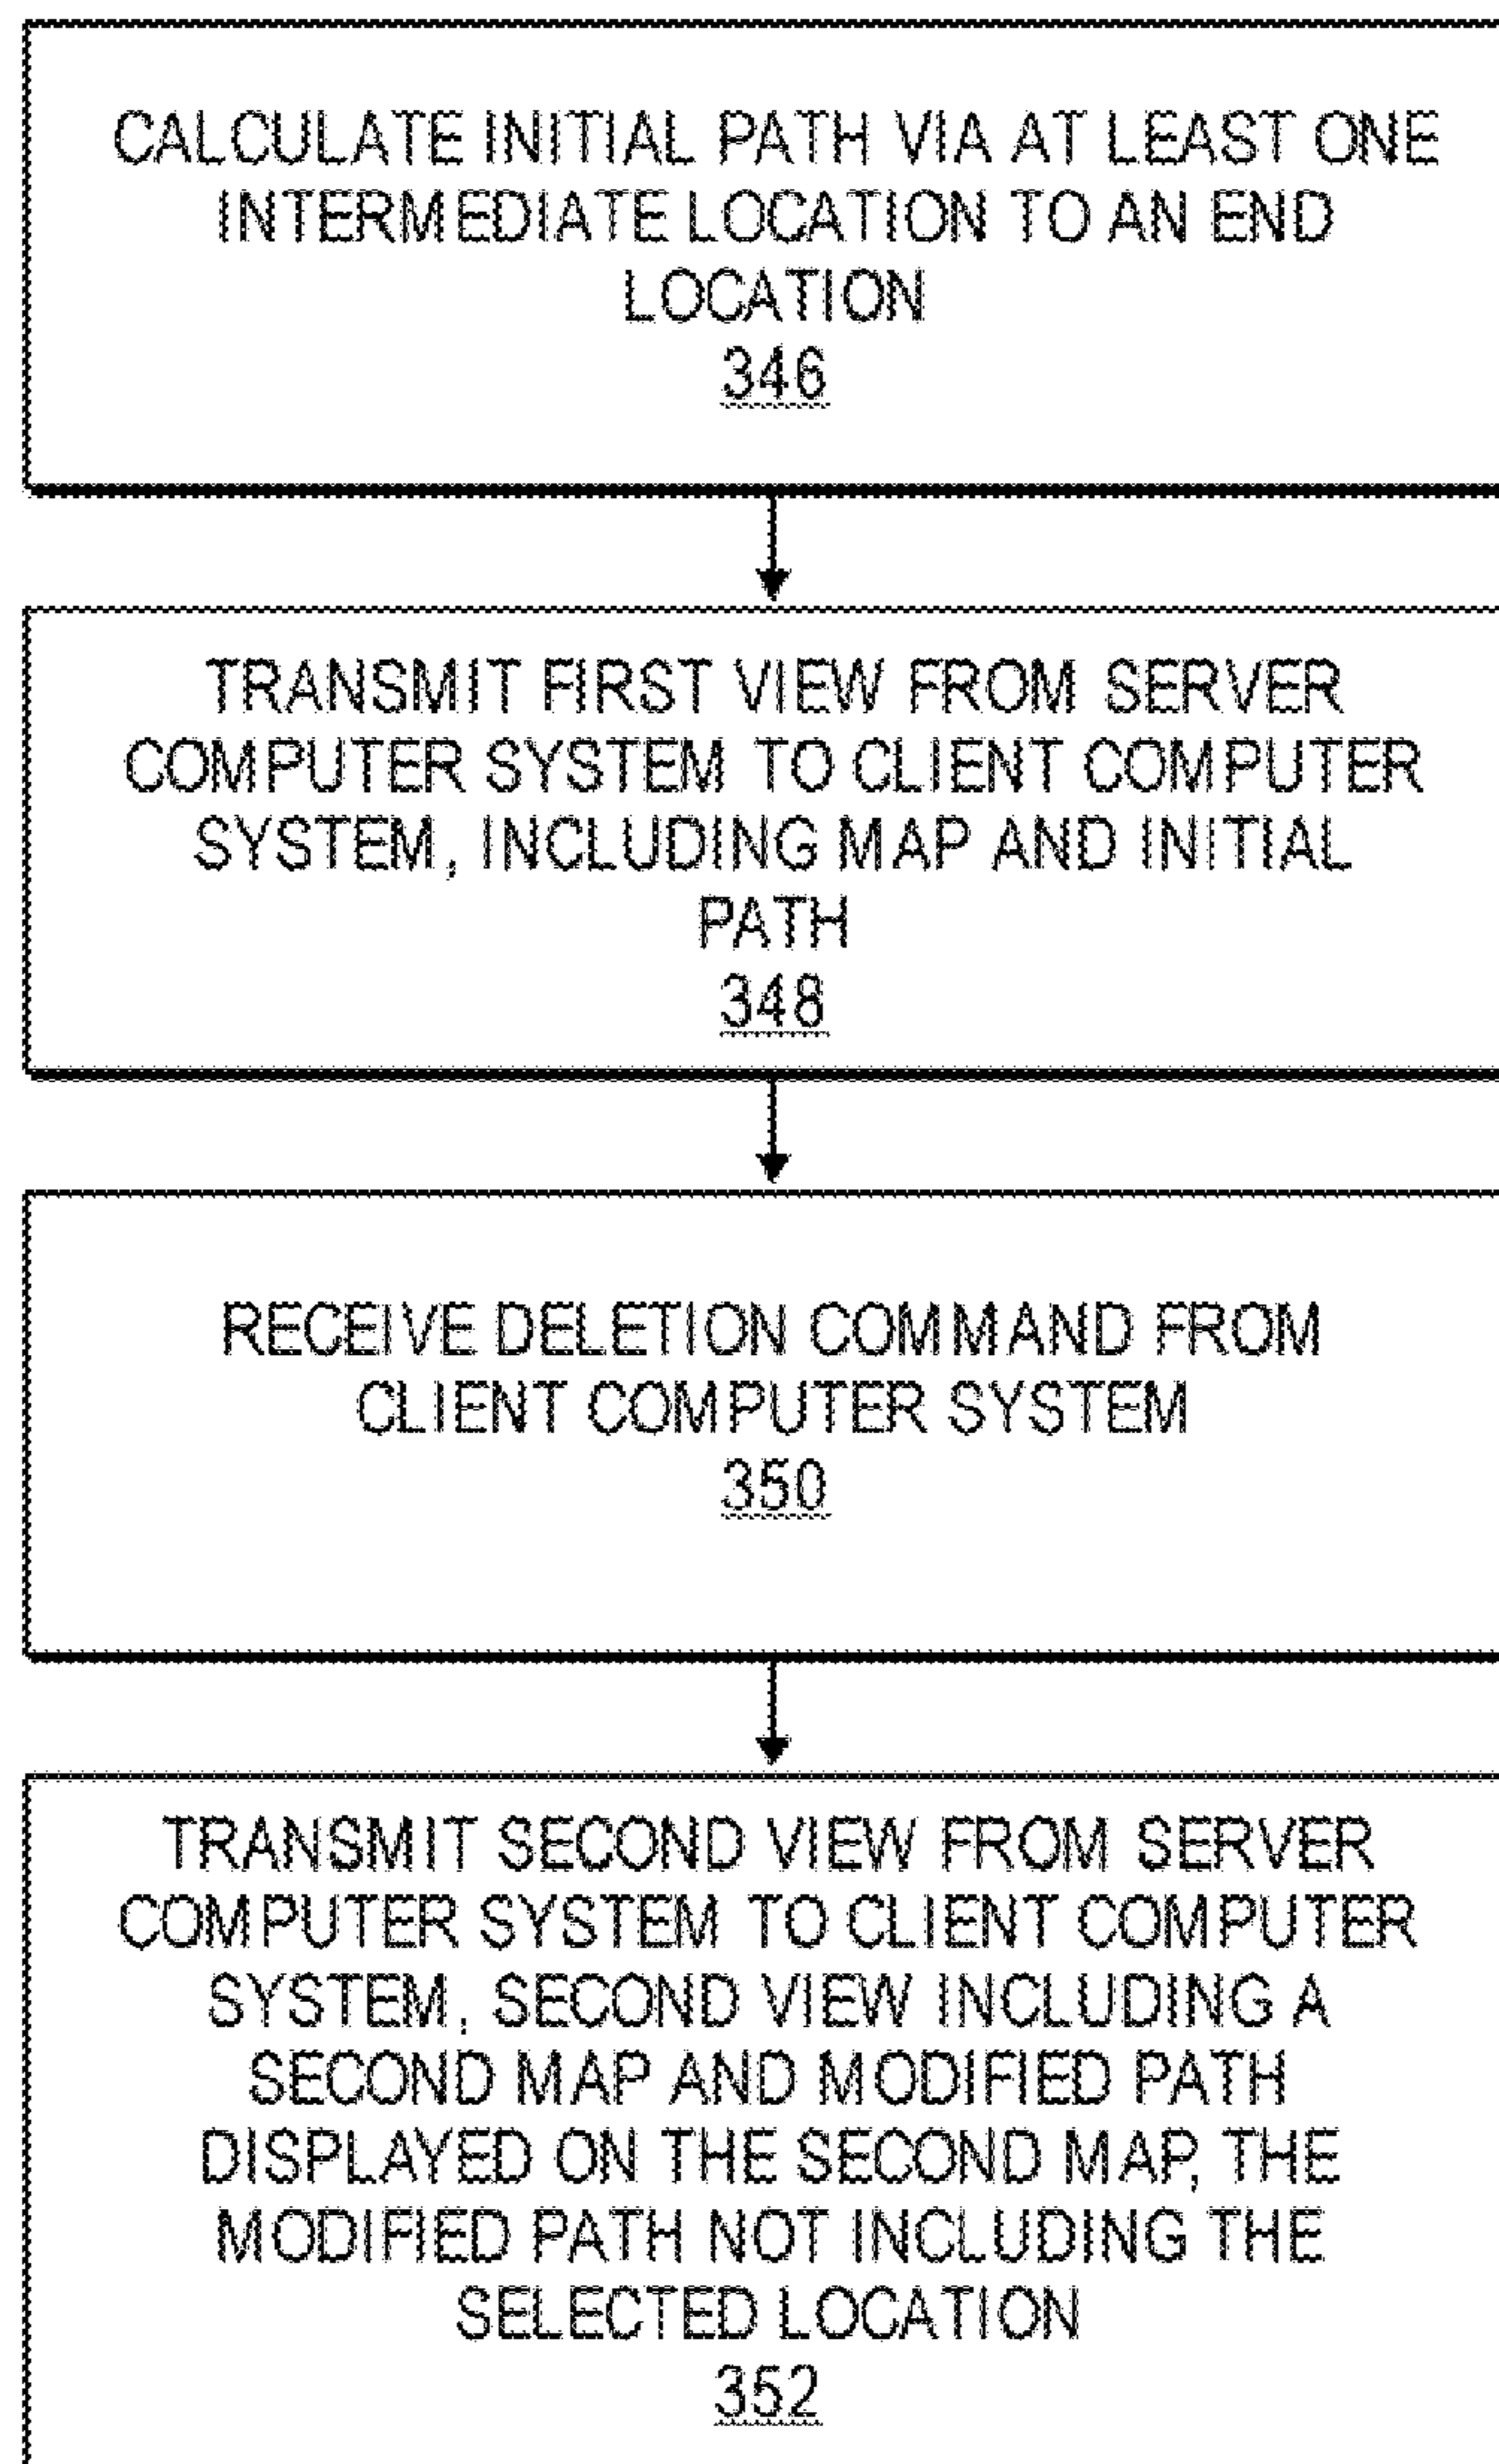 CALCULATE INITIAL PATH VIA AT LEAST ONE
INTERMEDIATE LOCATION TO AN END
LOCATION
346
TRANSMIT FIRST VIEW FROM SERVER
COMPUTER SYSTEM TO CLIENT COMPUTER
SYSTEM, INCLUDING MAP AND INITIAL
PATH
348
RECEIVE DELETION COMMAND FROM
CLIENT COMPUTER SYSTEM
350
TRANSMIT SECOND VIEW FROM SERVER
COMPUTER SYSTEM TO CLIENT COMPUTER
SYSTEM, SECOND VIEW INCLUDING A
SECOND MAP AND MODIFIED PATH
DISPLAYED ON THE SECOND MAP, THE
MODIFIED PATH NOT INCLUDING THE
SELECTED LOCATION
352